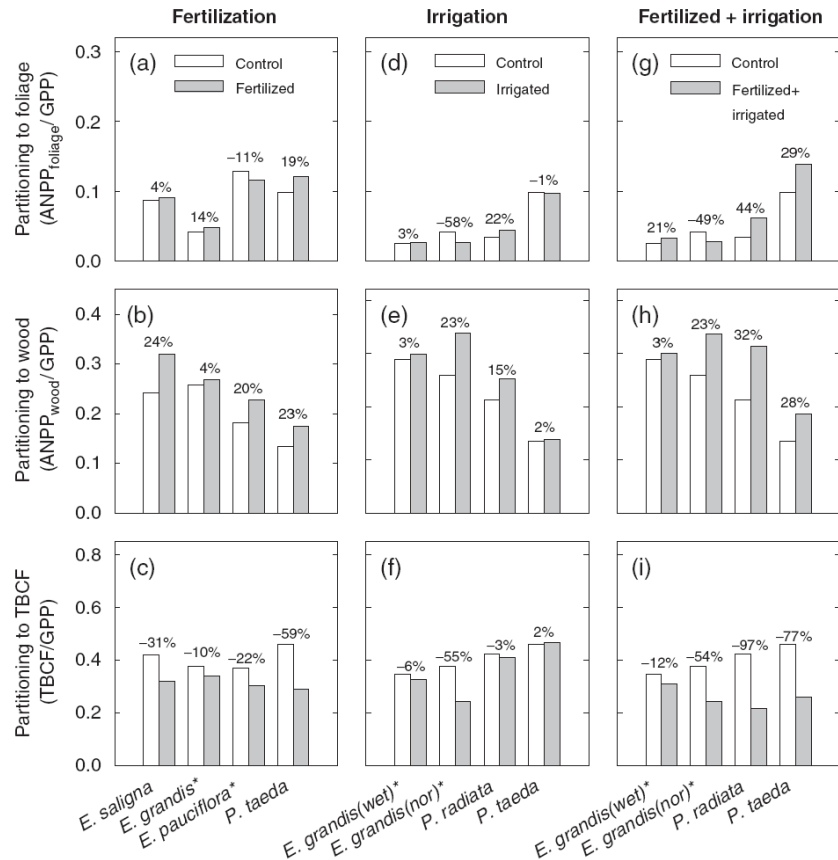 Fertilization
Irrigation
Fertilized + irrigation
Partitioning to foliage
(ANPPfoliage/GPP)
0.3
0.2
0.1
0.0
(a)
Control
Fertilized
4%
14%
−11%
19%
(d)
Control
Irrigated
3%
−58%
22%
−1%
(g)
Control
Fertilized+
irrigated
21%
−49%
44%
29%
Partitioning to wood
(ANPPwood/GPP)
0.4
0.3
0.2
0.1
0.0
(b)
24%
4%
20%
23%
(e)
3%
23%
15%
2%
(h)
3%
23%
32%
28%
Partitioning to TBCF
(TBCF/GPP)
0.8
0.6
0.4
0.2
0.0
(c)
−31%
−10%
−22%
−59%
(f)
−6%
−55%
−3%
2%
(i)
−12%
−54%
−97%
−77%
E. saligna
E. grandis*
E. pauciflora*
P. taeda
E. grandis(wet)*
E. grandis(nor)*
P. radiata
P. taeda
E. grandis(wet)*
E. grandis(nor)*
P. radiata
P. taeda